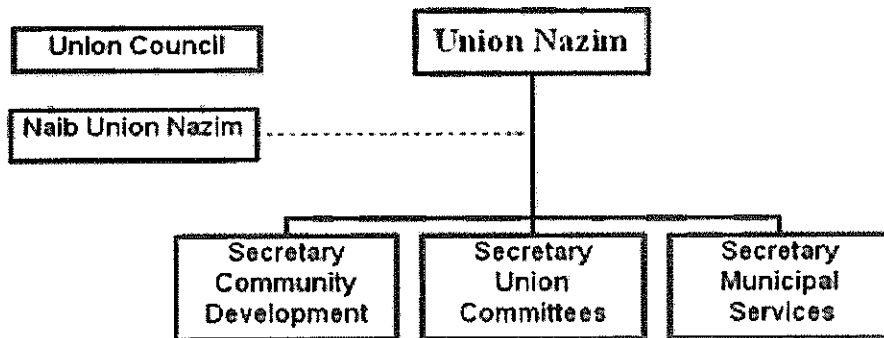 Union Council
Union Nazim
Naib Union Nazim
Secretary
Community
Development
Secretary
Union
Committees
Secretary
Municipal
Services